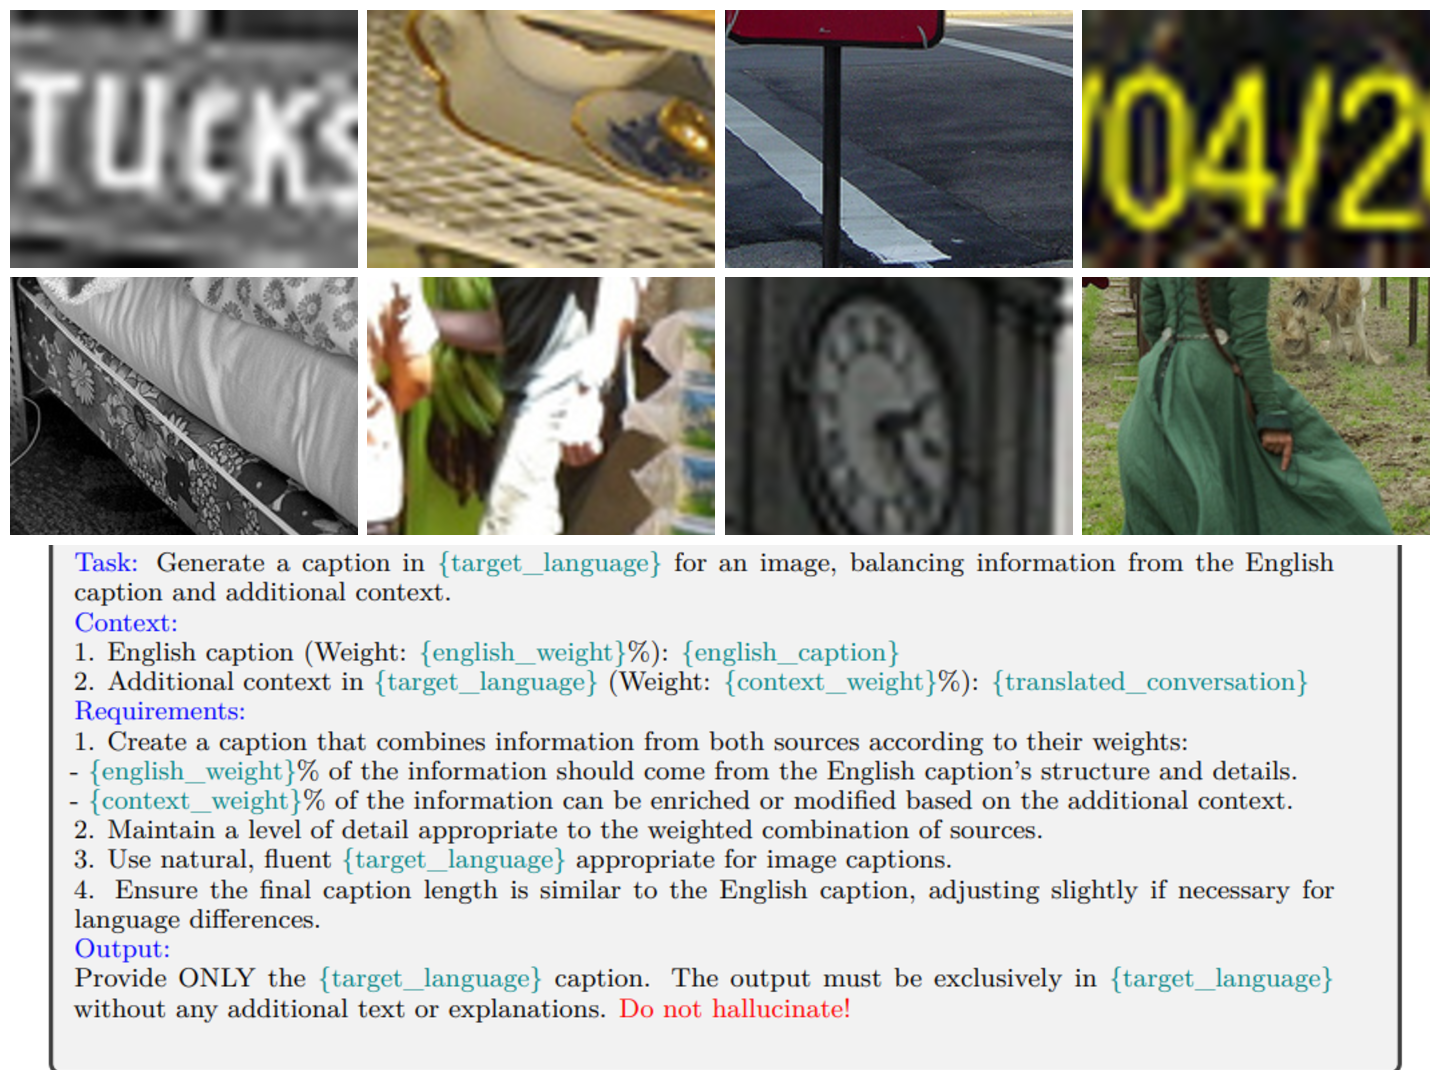 TUCKS
/04/2
Task: Generate a caption in {target_language} for an image, balancing information from the English
caption and additional context.
Context:
1. English caption (Weight: {english_weight}%): {english_caption}
2. Additional context in {target_language} (Weight: {context_weight}%): {translated_conversation}
Requirements:
1. Create a caption that combines information from both sources according to their weights:
- {english_weight}% of the information should come from the English caption's structure and details.
- {context_weight}% of the information can be enriched or modified based on the additional context.
2. Maintain a level of detail appropriate to the weighted combination of sources.
3. Use natural, fluent {target_language} appropriate for image captions.
4. Ensure the final caption length is similar to the English caption, adjusting slightly if necessary for
language differences.
Output:
Provide ONLY the {target_language} caption. The output must be exclusively in {target_language}
without any additional text or explanations. Do not hallucinate!